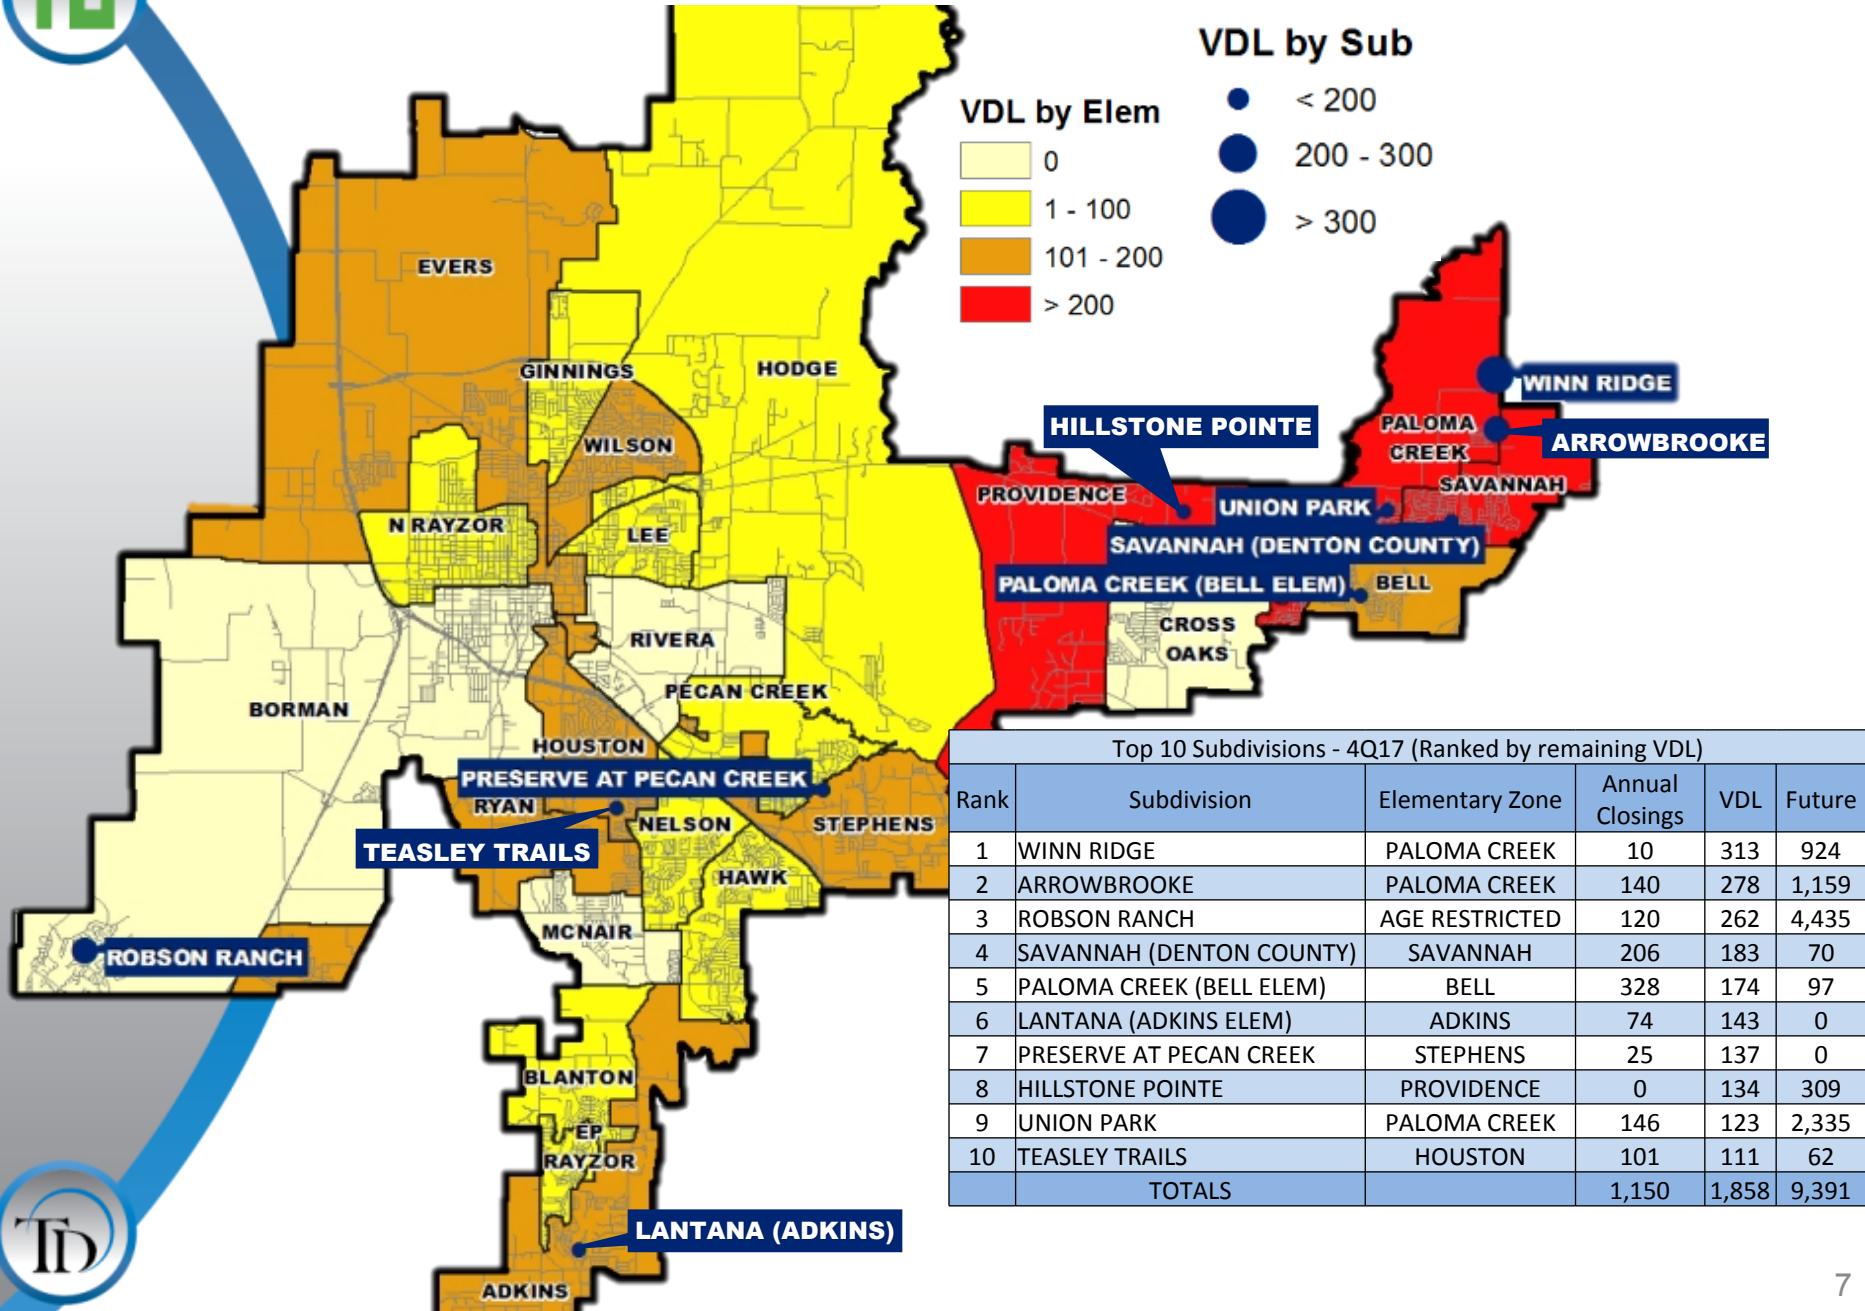 VDL by Sub
< 200
200 - 300
> 300
VDL by Elem
0
1 - 100
101 - 200
> 200
EVERS
GINNINGS
HODGE
WILSON
N RAYZOR
LEE
RIVERA
BORMAN
PECAN CREEK
HOUSTON
PRESERVE AT PECAN CREEK
RYAN
NELSON
STEPHENS
TEASLEY TRAILS
HAWK
MCNAIR
ROBSON RANCH
BLANTON
EP
RAYZOR
LANTANA (ADKINS)
ADKINS
WINN RIDGE
HILLSTONE POINTE
PALOMA
CREEK
ARROWBROOKE
PROVIDENCE
SAVANNAH
UNION PARK
SAVANNAH (DENTON COUNTY)
PALOMA CREEK (BELL ELEM)
BELL
CROSS
OAKS
Top 10 Subdivisions - 4Q17 (Ranked by remaining VDL)
Rank Subdivision Elementary Zone Annual Closings VDL Future
1 WINN RIDGE PALOMA CREEK 10 313 924
2 ARROWBROOKE PALOMA CREEK 140 278 1,159
3 ROBSON RANCH AGE RESTRICTED 120 262 4,435
4 SAVANNAH (DENTON COUNTY) SAVANNAH 206 183 70
5 PALOMA CREEK (BELL ELEM) BELL 328 174 97
6 LANTANA (ADKINS ELEM) ADKINS 74 143 0
7 PRESERVE AT PECAN CREEK STEPHENS 25 137 0
8 HILLSTONE POINTE PROVIDENCE 0 134 309
9 UNION PARK PALOMA CREEK 146 123 2,335
10 TEASLEY TRAILS HOUSTON 101 111 62
TOTALS 1,150 1,858 9,391
TD
7